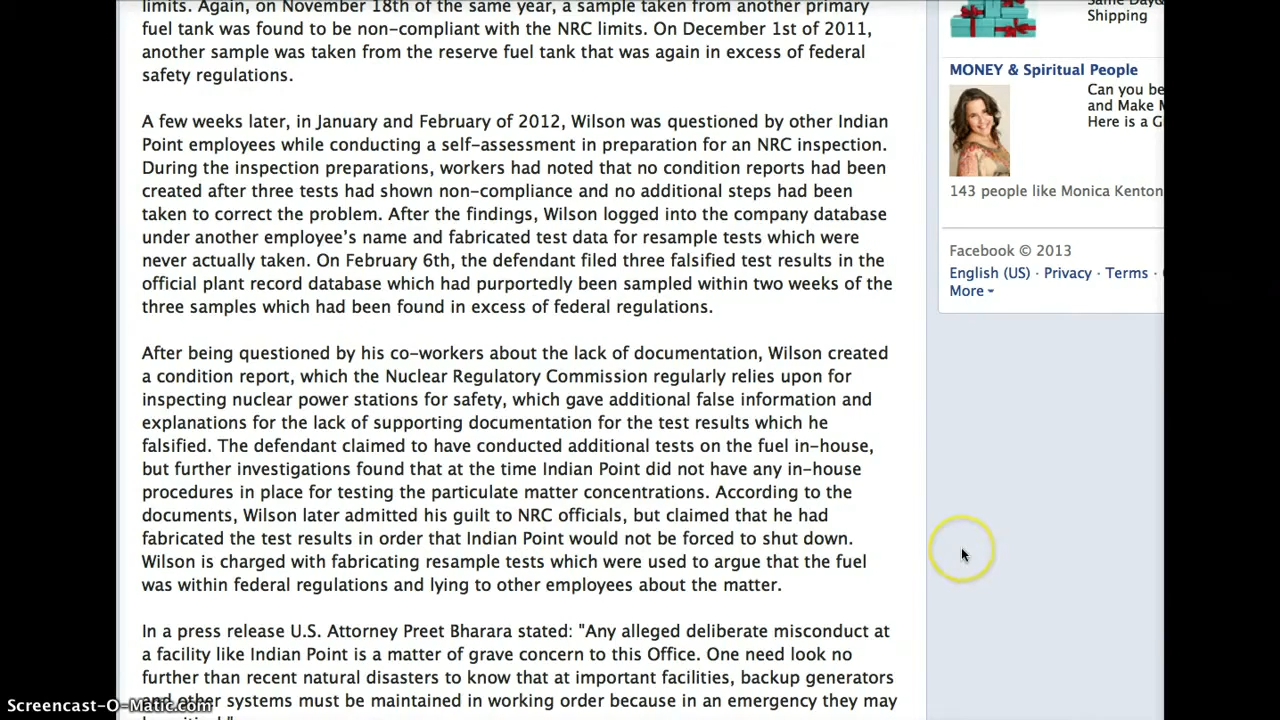 limits. Again, on November 18th of the same year, a sample taken from another primary
fuel tank was found to be non-compliant with the NRC limits. On December 1st of 2011,
another sample was taken from the reserve fuel tank that was again in excess of federal
safety regulations.
A few weeks later, in January and February of 2012, Wilson was questioned by other Indian
Point employees while conducting a self-assessment in preparation for an NRC inspection.
During the inspection preparations, workers had noted that no condition reports had been
created after three tests had shown non-compliance and no additional steps had been
taken to correct the problem. After the findings, Wilson logged into the company database
under another employee's name and fabricated test data for resample tests which were
never actually taken. On February 6th, the defendant filed three falsified test results in the
official plant record database which had purportedly been sampled within two weeks of the
three samples which had been found in excess of federal regulations.
After being questioned by his co-workers about the lack of documentation, Wilson created
a condition report, which the Nuclear Regulatory Commission regularly relies upon for
inspecting nuclear power stations for safety, which gave additional false information and
explanations for the lack of supporting documentation for the test results which he
falsified. The defendant claimed to have conducted additional tests on the fuel in-house,
but further investigations found that at the time Indian Point did not have any in-house
procedures in place for testing the particulate matter concentrations. According to the
documents, Wilson later admitted his guilt to NRC officials, but claimed that he had
fabricated the test results in order that Indian Point would not be forced to shut down.
Wilson is charged with fabricating resample tests which were used to argue that the fuel
was within federal regulations and lying to other employees about the matter.
In a press release U.S. Attorney Preet Bharara stated: "Any alleged deliberate misconduct at
a facility like Indian Point is a matter of grave concern to this Office. One need look no
further than recent natural disasters to know that at important facilities, backup generators
and other systems must be maintained in working order because in an emergency they may
Shipping
MONEY & Spiritual People
Can you be
and Make M
Here is a G
143 people like Monica Kenton
Facebook © 2013
English (US) · Privacy · Terms ·
More
Screencast-O-Matic.com